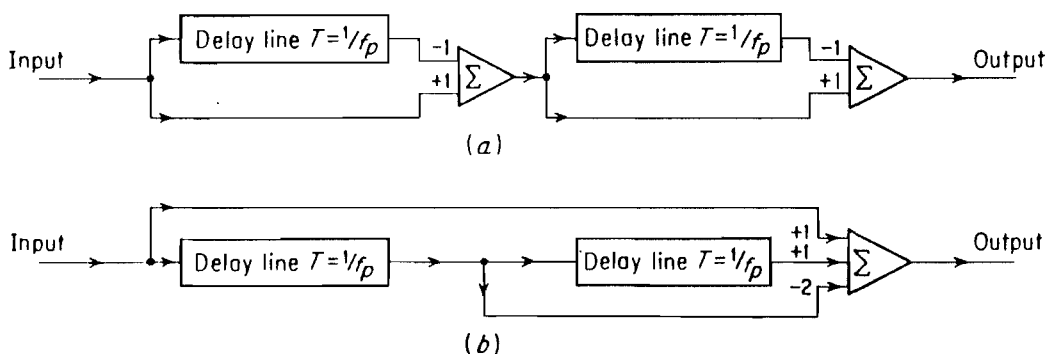 Input
Delay line T=1/fp
-1
+1
Σ
Delay line T=1/fp
-1
+1
Σ
Output
(a)
Input
Delay line T=1/fp
Delay line T=1/fp
+1
+1
-2
Σ
Output
(b)